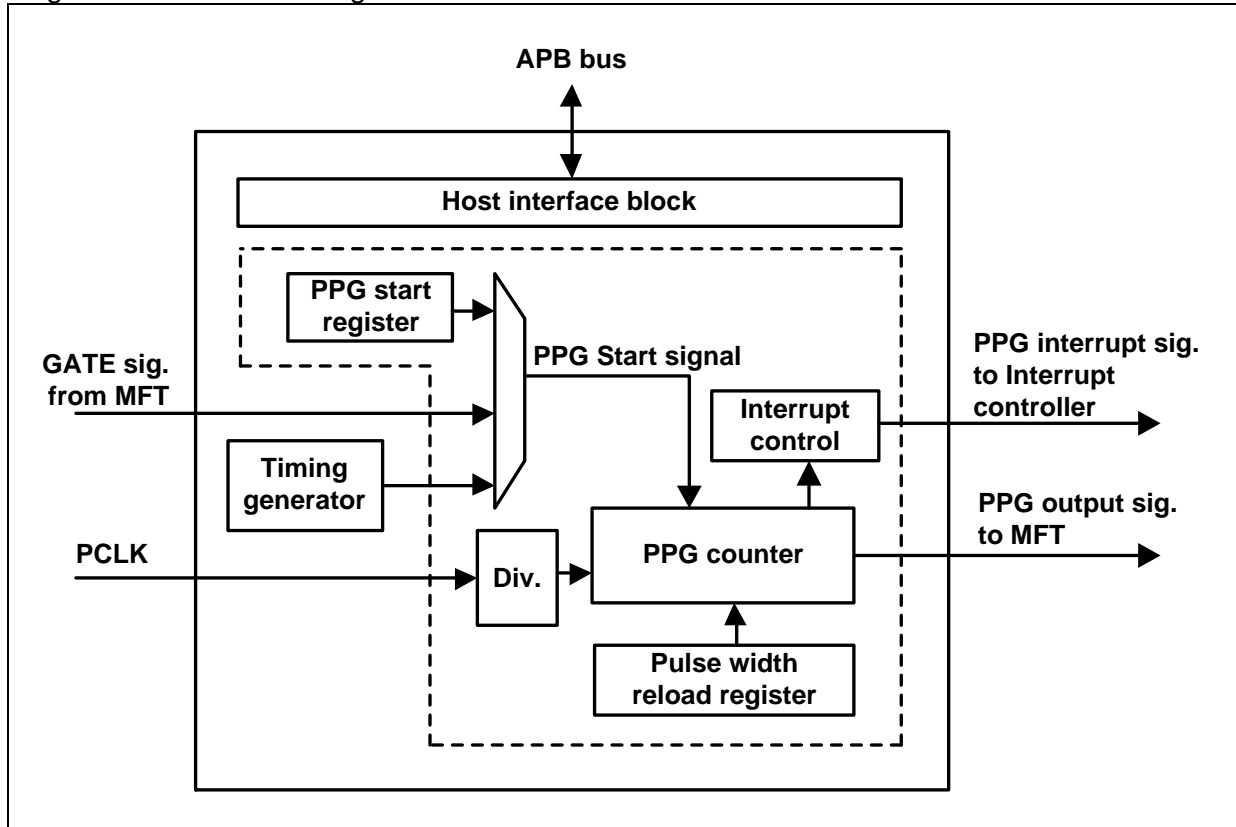 APB bus
Host interface block
PPG start
register
PPG Start signal
GATE sig.
from MFT
PPG interrupt sig.
to Interrupt
controller
Interrupt
control
Timing
generator
PPG output sig.
to MFT
PCLK
Div.
PPG counter
Pulse width
reload register